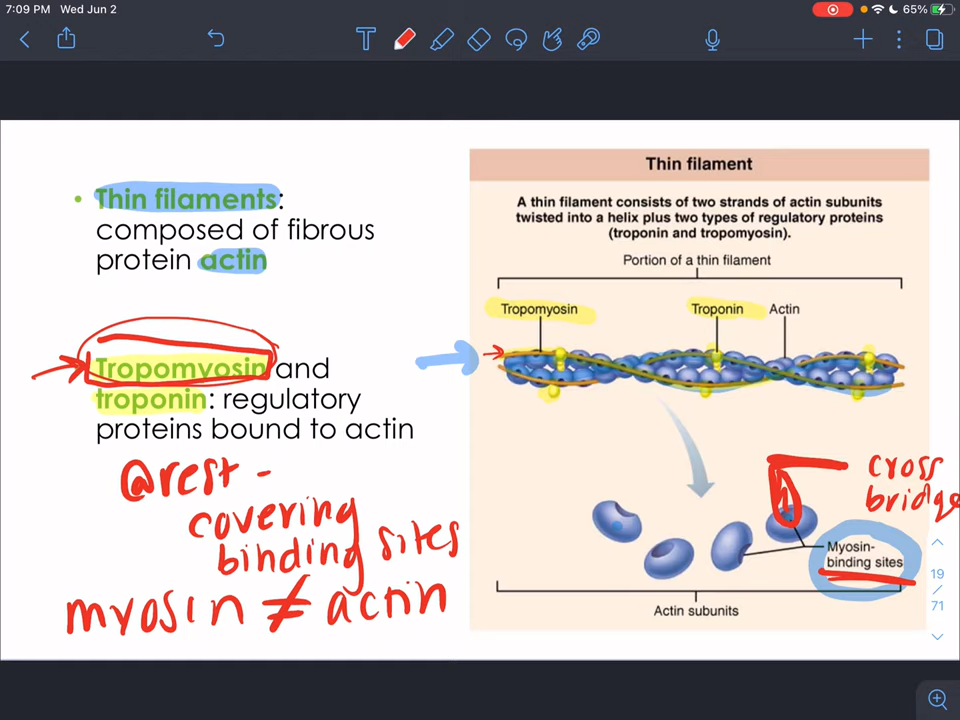 7:09 PM Wed Jun 2
65%
• Thin filaments:
composed of fibrous
protein actin
Tropomyosin and
troponin: regulatory
proteins bound to actin
@rest -
covering
binding sites
myosin ≠ actin
Thin filament
A thin filament consists of two strands of actin subunits
twisted into a helix plus two types of regulatory proteins
(troponin and tropomyosin).
Portion of a thin filament
Tropomyosin
Troponin
Actin
cross
bridge
Myosin-
binding sites
Actin subunits
19
/
71